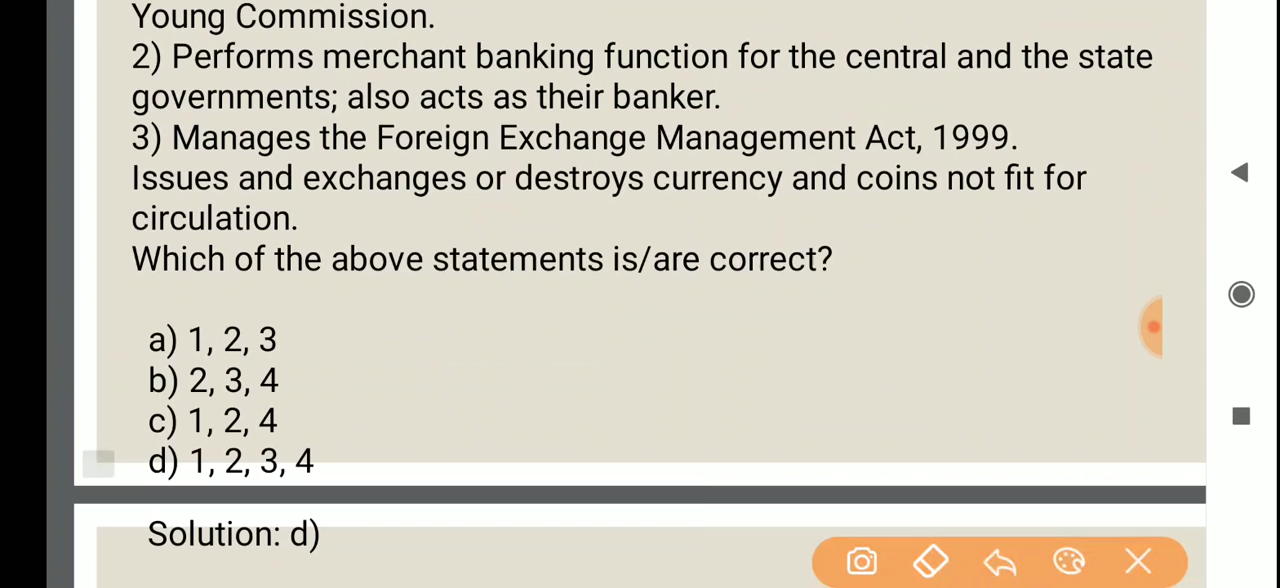 Young Commission.
2) Performs merchant banking function for the central and the state
governments; also acts as their banker.
3) Manages the Foreign Exchange Management Act, 1999.
Issues and exchanges or destroys currency and coins not fit for
circulation.
Which of the above statements is/are correct?
a) 1, 2, 3
b) 2, 3, 4
c) 1, 2, 4
d) 1, 2, 3, 4
Solution: d)